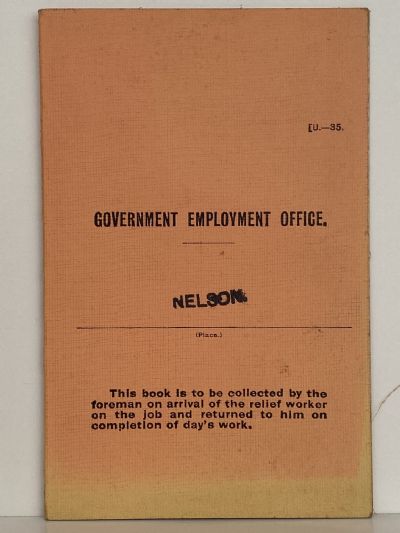 [U.—35.
GOVERNMENT EMPLOYMENT OFFICE.
NELSON.
(Place.)
This book is to be collected by the
foreman on arrival of the relief worker
on the job and returned to him on
completion of day's work.